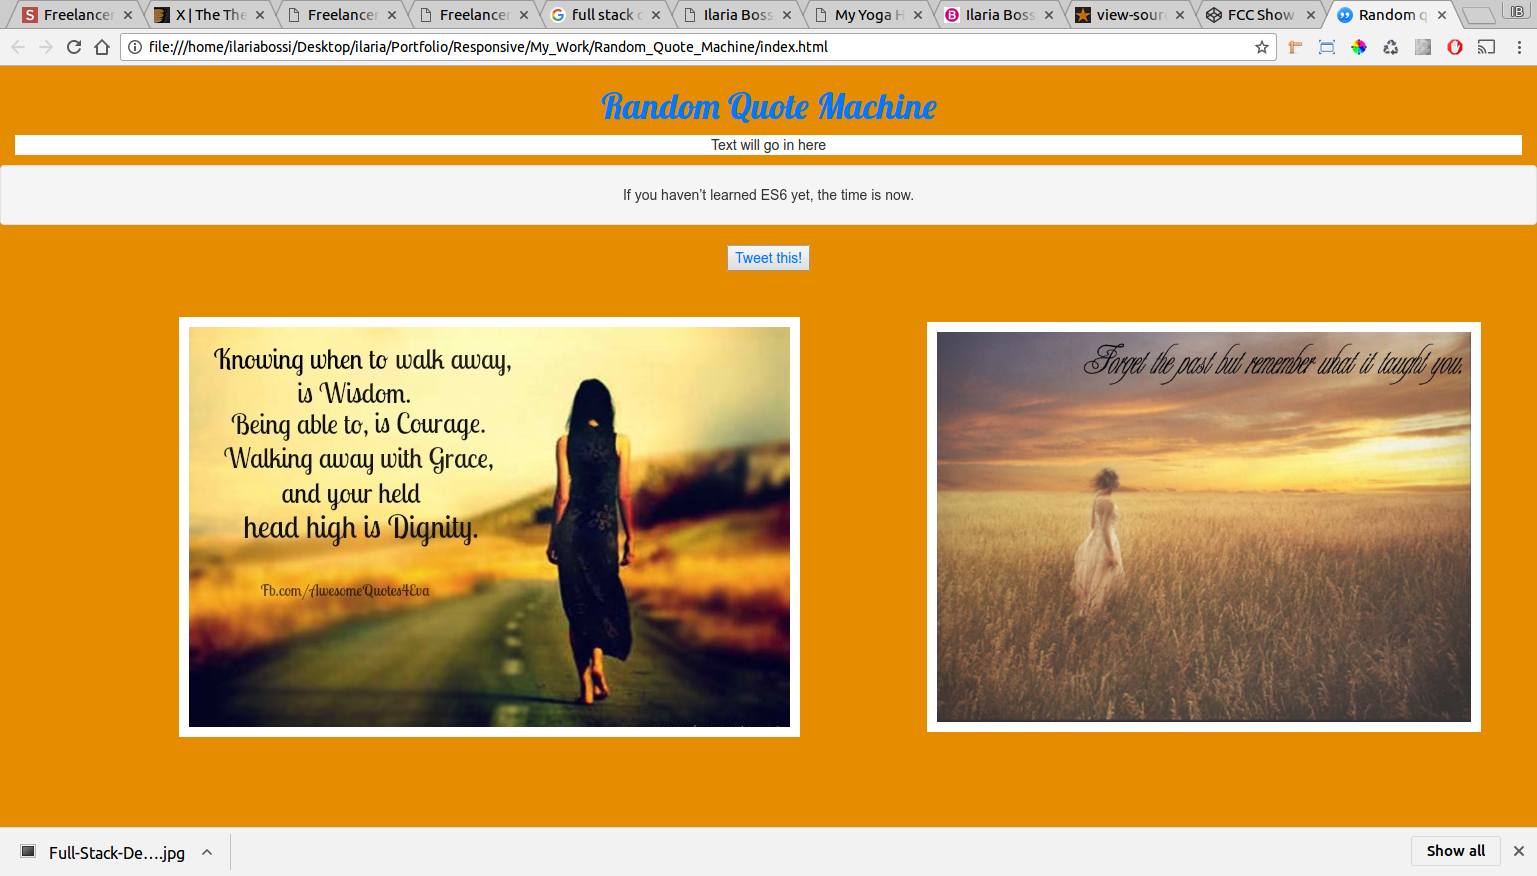 Freelancer
X | The The
Freelancer
Freelancer
full stack
Ilaria Boss
My Yoga H
Ilaria Boss
view-sour
FCC Show
Random q
IB
file:///home/ilariabossi/Desktop/ilaria/Portfolio/Responsive/My_Work/Random_Quote_Machine/index.html
Random Quote Machine
Text will go in here
If you haven’t learned ES6 yet, the time is now.
Tweet this!
Knowing when to walk away,
is Wisdom.
Being able to, is Courage.
Walking away with Grace,
and your held
head high is Dignity.
Fb.com/AwesomeQuotes4Eva
Forget the past but remember what it taught you.
Full-Stack-De....jpg
Show all